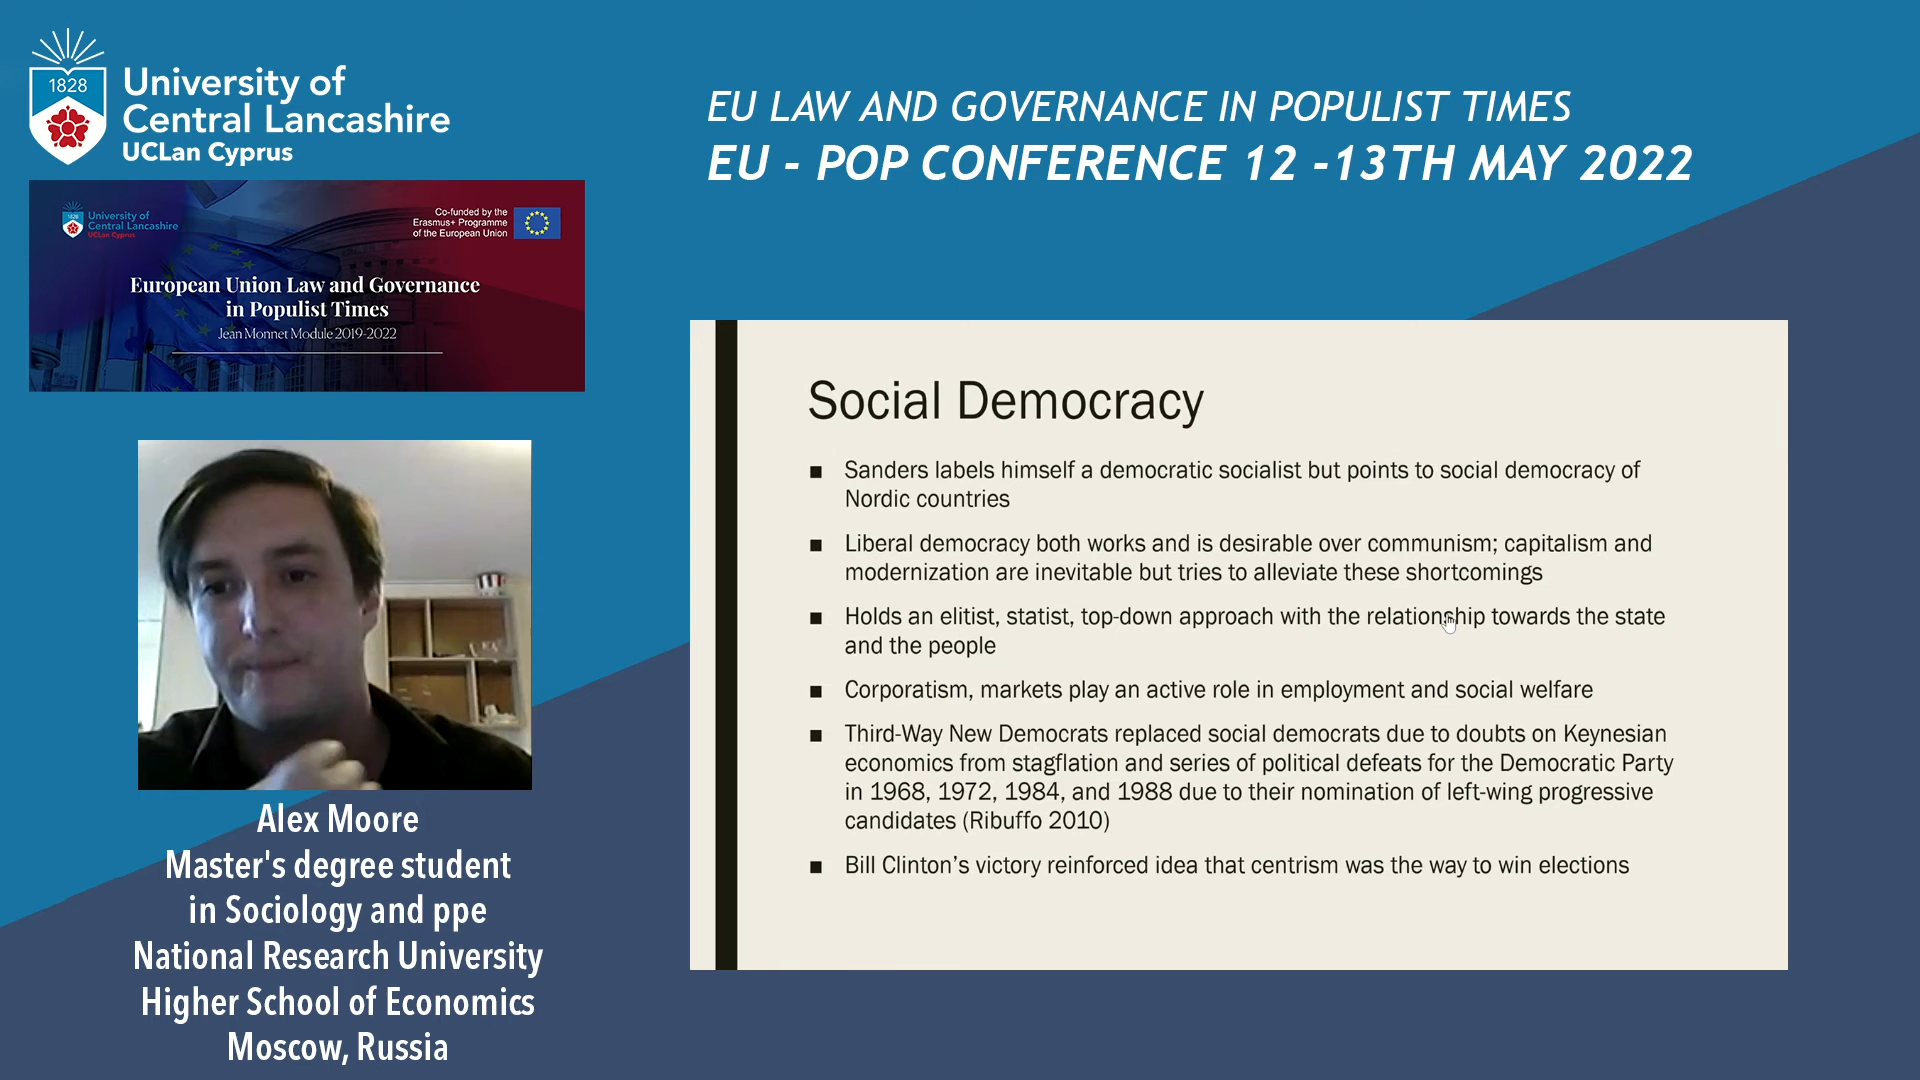 1828
University of
Central Lancashire
UCLan Cyprus
EU LAW AND GOVERNANCE IN POPULIST TIMES
EU - POP CONFERENCE 12 -13TH MAY 2022
1828
University of
Central Lancashire
UCLan Cyprus
Co-funded by the
Erasmus+ Programme
of the European Union
European Union Law and Governance
in Populist Times
Jean Monnet Module 2019-2022
Alex Moore
Master's degree student
in Sociology and ppe
National Research University
Higher School of Economics
Moscow, Russia
Social Democracy
■ Sanders labels himself a democratic socialist but points to social democracy of
Nordic countries
■ Liberal democracy both works and is desirable over communism; capitalism and
modernization are inevitable but tries to alleviate these shortcomings
■ Holds an elitist, statist, top-down approach with the relationship towards the state
and the people
■ Corporatism, markets play an active role in employment and social welfare
■ Third-Way New Democrats replaced social democrats due to doubts on Keynesian
economics from stagflation and series of political defeats for the Democratic Party
in 1968, 1972, 1984, and 1988 due to their nomination of left-wing progressive
candidates (Ribuffo 2010)
■ Bill Clinton’s victory reinforced idea that centrism was the way to win elections